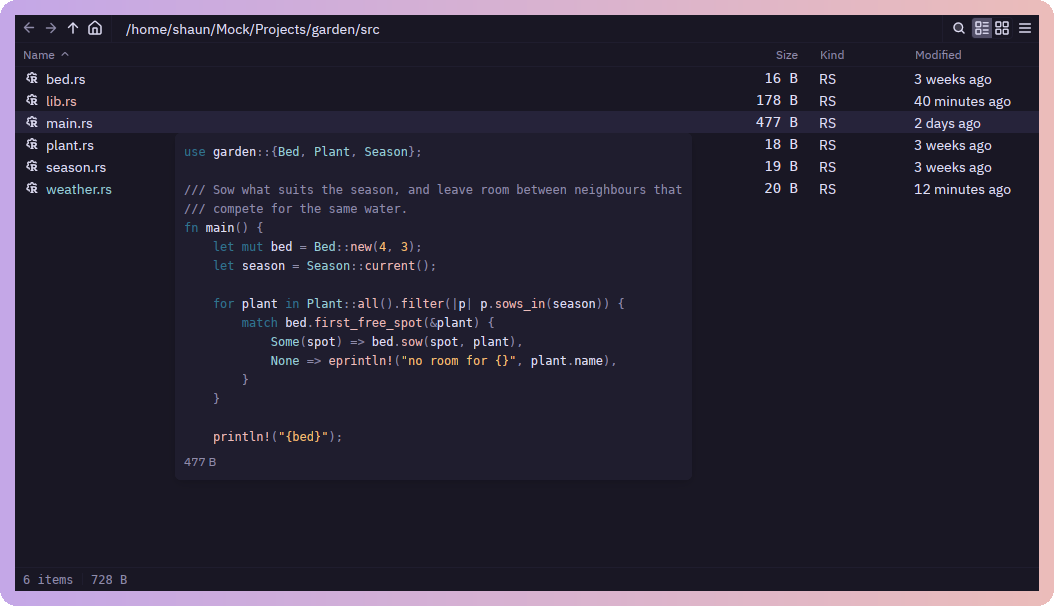 /home/shaun/Mock/Projects/garden/src
Name Size Kind Modified
bed.rs 16 B RS 3 weeks ago
lib.rs 178 B RS 40 minutes ago
main.rs 477 B RS 2 days ago
plant.rs 18 B RS 3 weeks ago
season.rs 19 B RS 3 weeks ago
weather.rs 20 B RS 12 minutes ago
use garden::{Bed, Plant, Season};
/// Sow what suits the season, and leave room between neighbours that
/// compete for the same water.
fn main() {
    let mut bed = Bed::new(4, 3);
    let season = Season::current();
    for plant in Plant::all().filter(|p| p.sows_in(season)) {
        match bed.first_free_spot(&plant) {
            Some(spot) => bed.sow(spot, plant),
            None => eprintln!("no room for {}", plant.name),
        }
    }
    println!("{bed}");
477 B
6 items 728 B